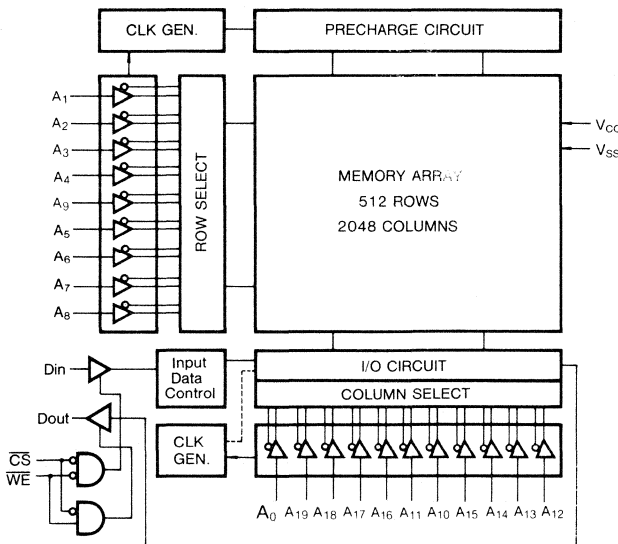 CLK GEN.
PRECHARGE CIRCUIT
A1
A2
A3
A4
A9
A5
A6
A7
A8
ROW SELECT
MEMORY ARRAY
512 ROWS
2048 COLUMNS
VCC
VSS
Din
Dout
CS
WE
Input
Data
Control
I/O CIRCUIT
COLUMN SELECT
CLK
GEN.
A0 A19 A18 A17 A16 A11 A10 A15 A14 A13 A12